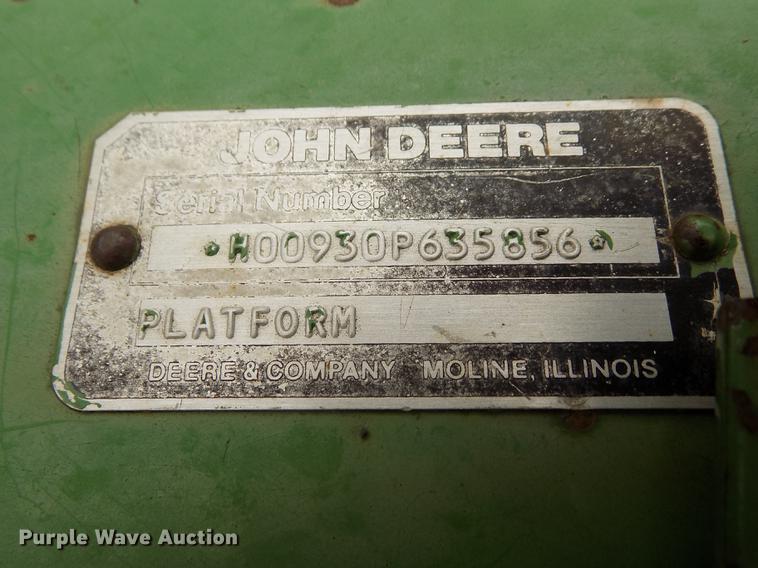 JOHN DEERE
Serial Number
*H00930P635856*
PLATFORM
DEERE & COMPANY MOLINE, ILLINOIS
Purple Wave Auction